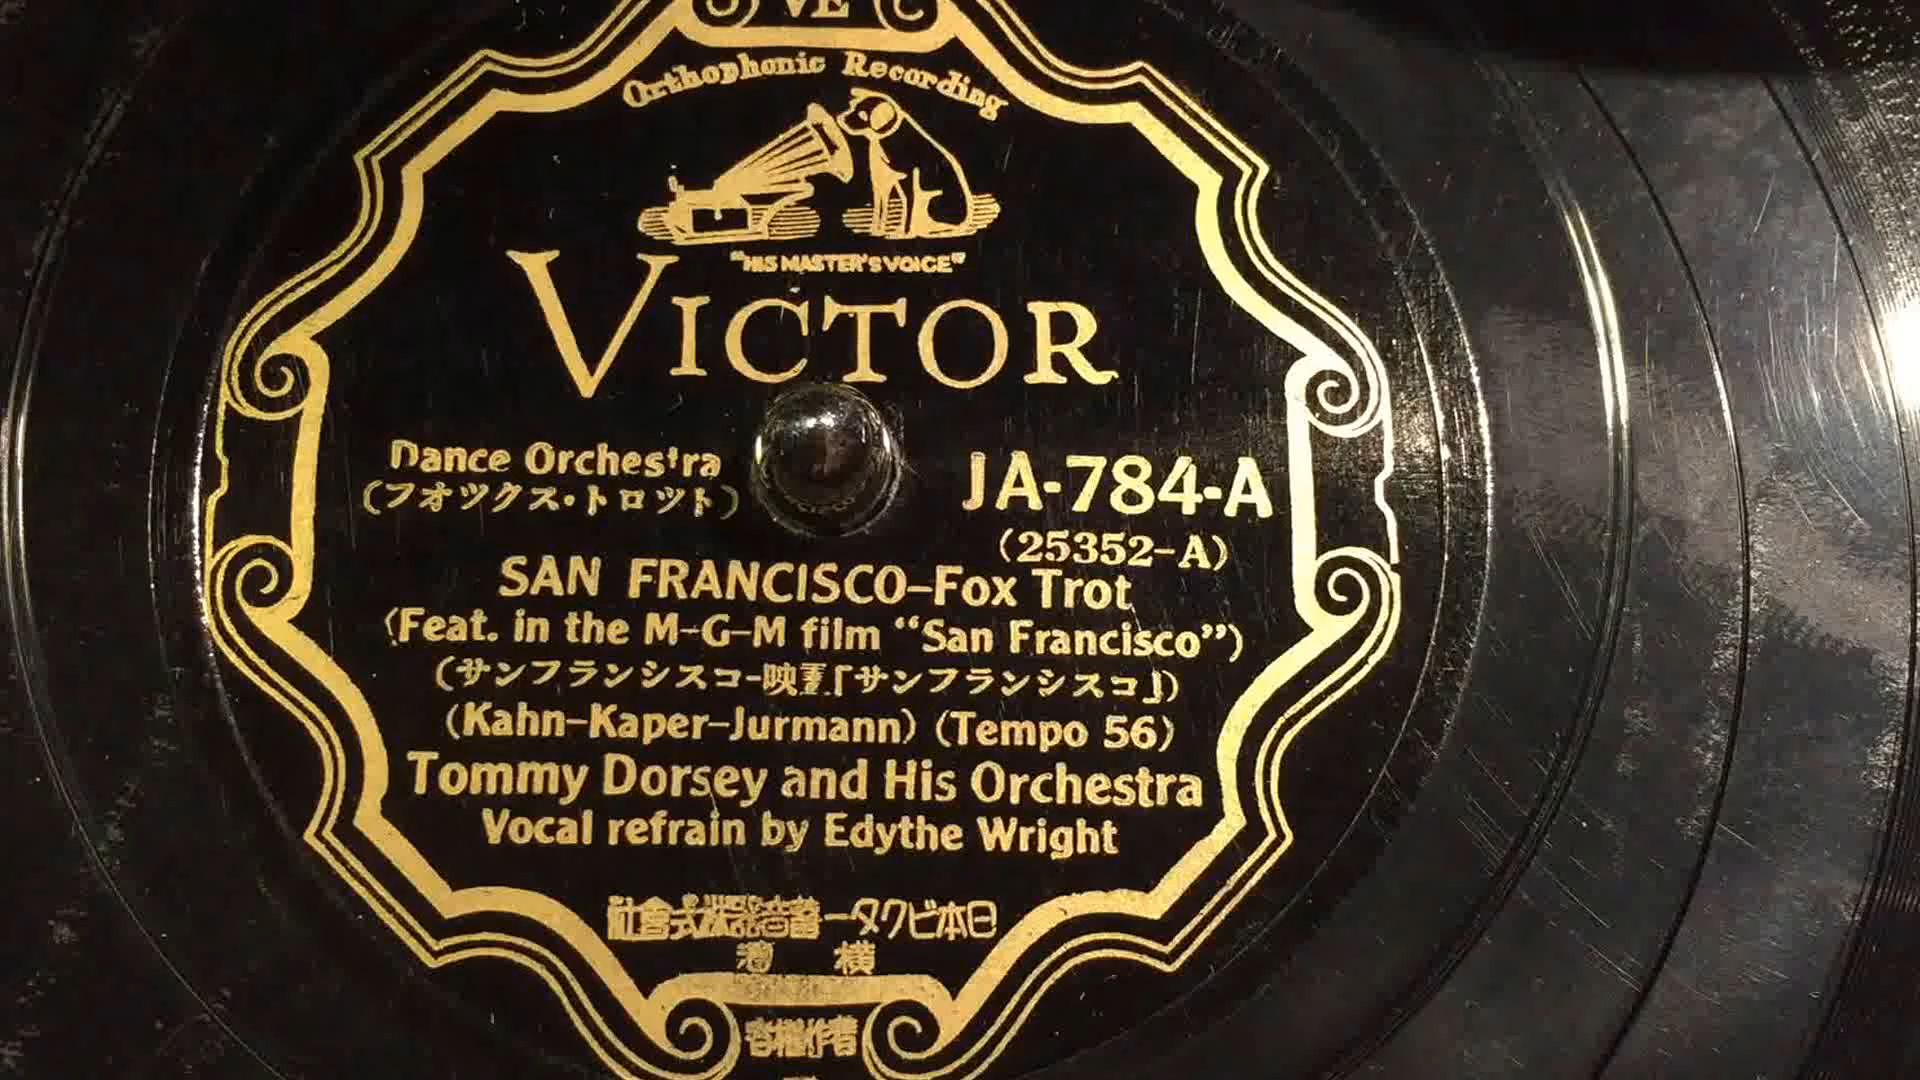 VE
Orthophonic Recording
"HIS MASTER'S VOICE"
VICTOR
Dance Orchestra
(フオツクス・トロツト)
JA-784-A
(25352-A)
SAN FRANCISCO-Fox Trot
(Feat. in the M-G-M film "San Francisco")
(サンフランシスコ-映畫「サンフランシスコ」)
(Kahn-Kaper-Jurmann) (Tempo 56)
Tommy Dorsey and His Orchestra
Vocal refrain by Edythe Wright
社會式株器音蓄ータクビ本日
濱 横